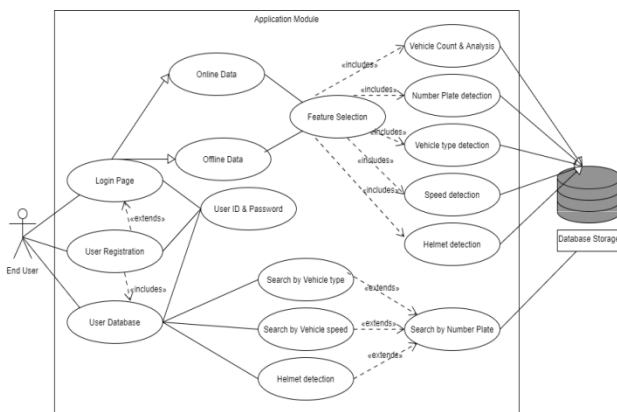 Application Module
Vehicle Count & Analysis
«includes»
Online Data
«includes»
Number Plate detection
Feature Selection
«includes»
Vehicle type detection
Offline Data
Login Page
«includes»
Speed detection
User ID & Password
«extends»
Helmet detection
Database Storage
User Registration
End User
Search by Vehicle type
«includes»
«extends»
User Database
Search by Vehicle speed
«extends»
Search by Number Plate
«extends»
Helmet detection